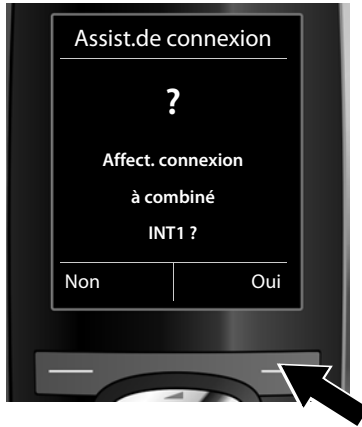 Assist.de connexion
?
Affect. connexion
à combiné
INT1 ?
Non
Oui